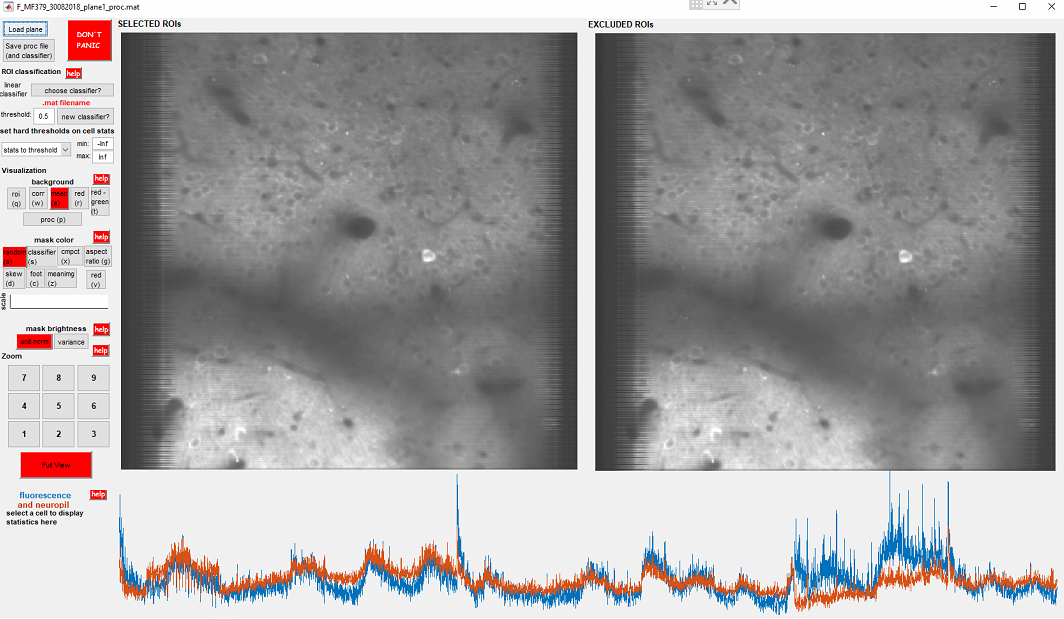 F_MF379_30082018_plane1_proc.mat
Load plane
DON'T
PANIC
Save proc file
(and classifier)
SELECTED ROIs
EXCLUDED ROIs
ROI classification
help
linear
classifier
choose classifier?
.mat filename
threshold:
0.5
new classifier?
set hard thresholds on cell stats
stats to threshold
min:
-Inf
max:
Inf
Visualization
help
background
roi
(q)
corr
(w)
mean
(e)
red
(r)
red -
green
(t)
proc (p)
mask color
help
random
(a)
classifier
(s)
cmpct
(x)
aspect
ratio (g)
skew
(d)
foot
(c)
meanimg
(z)
red
(v)
scale
mask brightness
help
unit norm
variance
help
Zoom
7
8
9
4
5
6
1
2
3
Full View
fluorescence
help
and neuropil
select a cell to display
statistics here